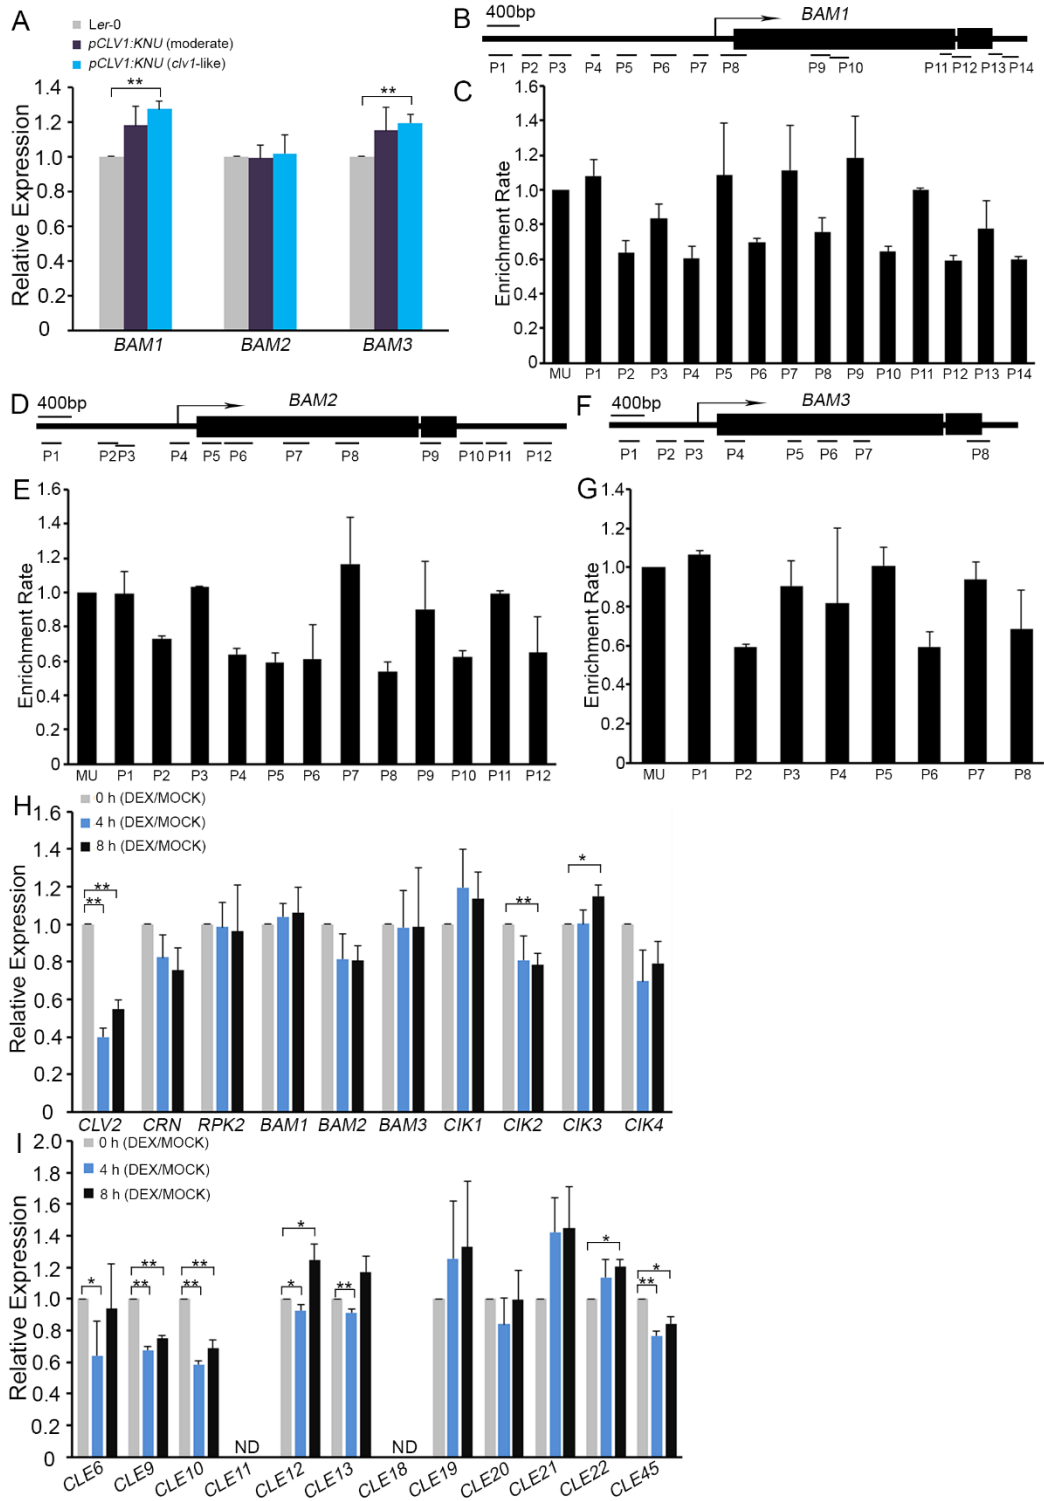 A
Ler-0
pCLV1:KNU (moderate)
pCLV1:KNU (clv1-like)
Relative Expression
1.4
1.2
1.0
0.8
0.6
0.4
0.2
0
**
**
BAM1 BAM2 BAM3
B
400bp
BAM1
P1 P2 P3 P4 P5 P6 P7 P8 P9 P10 P11 P12 P13 P14
C
Enrichment Rate
1.6
1.4
1.2
1.0
0.8
0.6
0.4
0.2
0
MU P1 P2 P3 P4 P5 P6 P7 P8 P9 P10 P11 P12 P13 P14
D
400bp
BAM2
P1 P2 P3 P4 P5 P6 P7 P8 P9 P10 P11 P12
F
400bp
BAM3
P1 P2 P3 P4 P5 P6 P7 P8
E
Enrichment Rate
1.6
1.4
1.2
1.0
0.8
0.6
0.4
0.2
0
MU P1 P2 P3 P4 P5 P6 P7 P8 P9 P10 P11 P12
G
Enrichment Rate
1.4
1.2
1.0
0.8
0.6
0.4
0.2
0
MU P1 P2 P3 P4 P5 P6 P7 P8
H
0 h (DEX/MOCK)
4 h (DEX/MOCK)
8 h (DEX/MOCK)
Relative Expression
1.6
1.4
1.2
1.0
0.8
0.6
0.4
0.2
0
**
**
**
*
CLV2 CRN RPK2 BAM1 BAM2 BAM3 CIK1 CIK2 CIK3 CIK4
I
0 h (DEX/MOCK)
4 h (DEX/MOCK)
8 h (DEX/MOCK)
Relative Expression
2.0
1.8
1.6
1.4
1.2
1.0
0.8
0.6
0.4
0.2
0
*
**
**
**
**
*
*
**
*
*
**
ND
ND
CLE6 CLE9 CLE10 CLE11 CLE12 CLE13 CLE18 CLE19 CLE20 CLE21 CLE22 CLE45